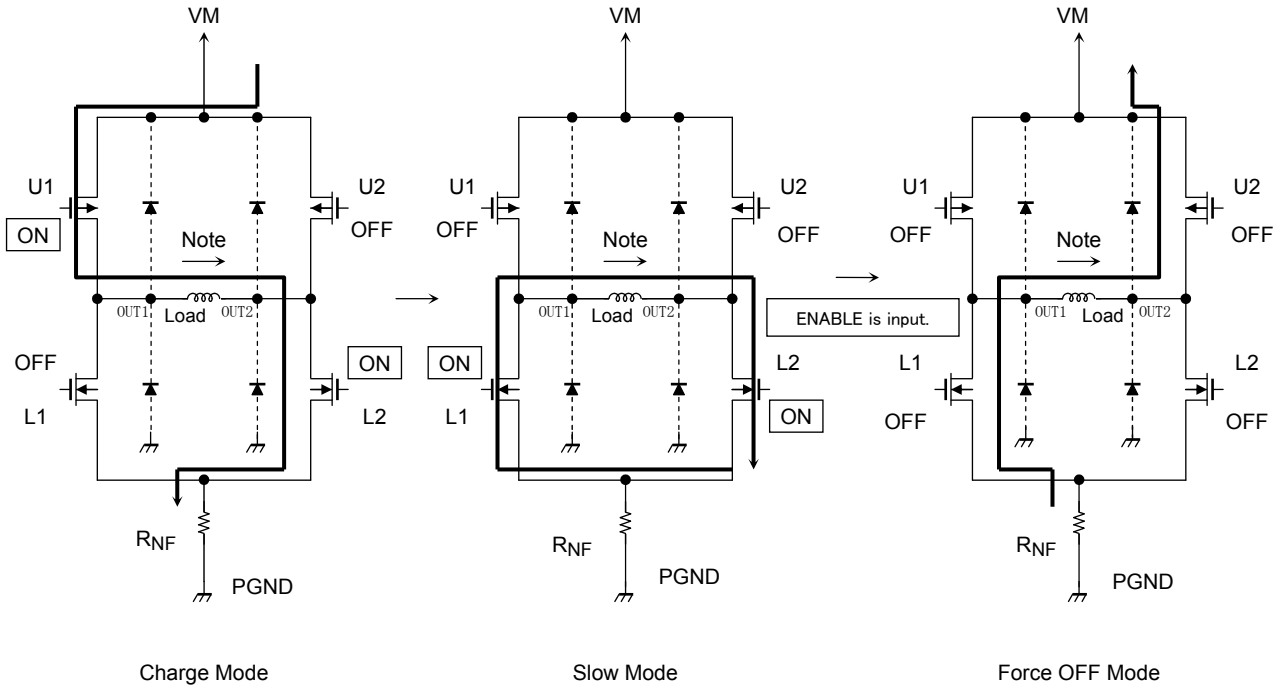 VM
U1
ON
U2
OFF
Note
OUT1
Load
OUT2
OFF
L1
ON
L2
RNF
PGND
Charge Mode
VM
U1
OFF
U2
OFF
Note
OUT1
Load
OUT2
ON
L1
L2
ON
RNF
PGND
Slow Mode
ENABLE is input.
VM
U1
OFF
U2
OFF
Note
OUT1
Load
OUT2
L1
OFF
L2
OFF
RNF
PGND
Force OFF Mode